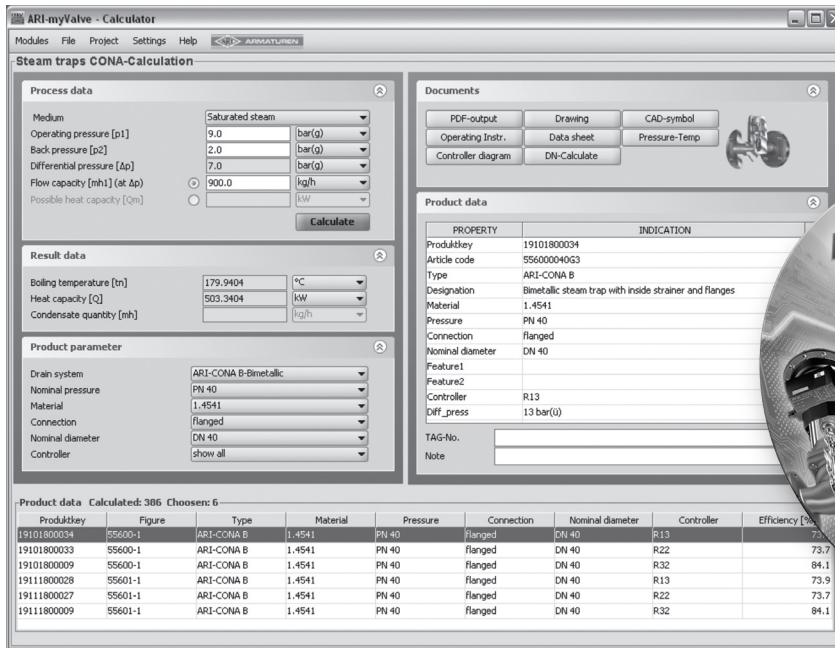 ARI-myValve - Calculator
Modules File Project Settings Help ARI ARMATUREN
Steam traps CONA-Calculation
Process data
Medium Saturated steam
Operating pressure [p1] 9.0 bar(g)
Back pressure [p2] 2.0 bar(g)
Differential pressure [Δp] 7.0 bar(g)
Flow capacity [mh1] (at Δp) 900.0 kg/h
Possible heat capacity [Qm] kW
Calculate
Result data
Boiling temperature [tn] 179.9404 °C
Heat capacity [Q] 503.3404 kW
Condensate quantity [mh] kg/h
Product parameter
Drain system ARI-CONA B-Bimetallic
Nominal pressure PN 40
Material 1.4541
Connection flanged
Nominal diameter DN 40
Controller show all
Documents
PDF-output Drawing CAD-symbol
Operating Instr. Data sheet Pressure-Temp
Controller diagram DN-Calculate
Product data
PROPERTY INDICATION
Produktkey 19101800034
Article code 556000040G3
Type ARI-CONA B
Designation Bimetallic steam trap with inside strainer and flanges
Material 1.4541
Pressure PN 40
Connection flanged
Nominal diameter DN 40
Feature1
Feature2
Controller R13
Diff_press 13 bar(ü)
TAG-No.
Note
Product data Calculated: 386 Choosen: 6
Produktkey Figure Type Material Pressure Connection Nominal diameter Controller Efficiency [%]
19101800034 55600-1 ARI-CONA B 1.4541 PN 40 flanged DN 40 R13
19101800033 55600-1 ARI-CONA B 1.4541 PN 40 flanged DN 40 R22 73.7
19101800009 55600-1 ARI-CONA B 1.4541 PN 40 flanged DN 40 R32 84.1
19111800028 55601-1 ARI-CONA B 1.4541 PN 40 flanged DN 40 R13 73.9
19111800027 55601-1 ARI-CONA B 1.4541 PN 40 flanged DN 40 R22 73.7
19111800009 55601-1 ARI-CONA B 1.4541 PN 40 flanged DN 40 R32 84.1